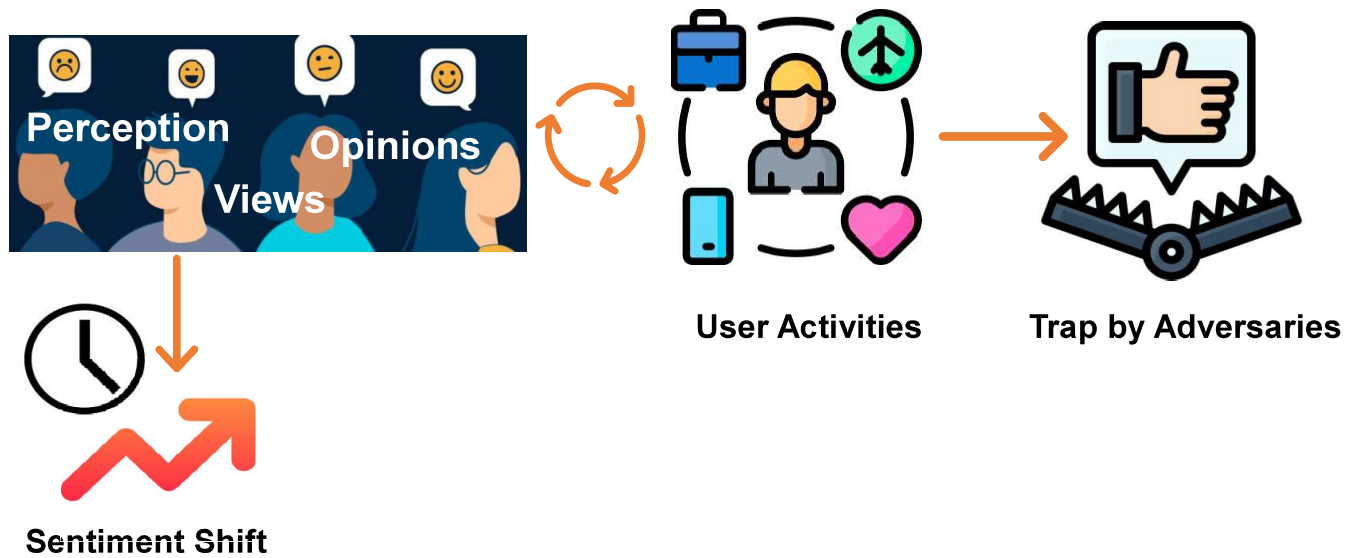 Perception
Opinions
Views
User Activities
Trap by Adversaries
Sentiment Shift